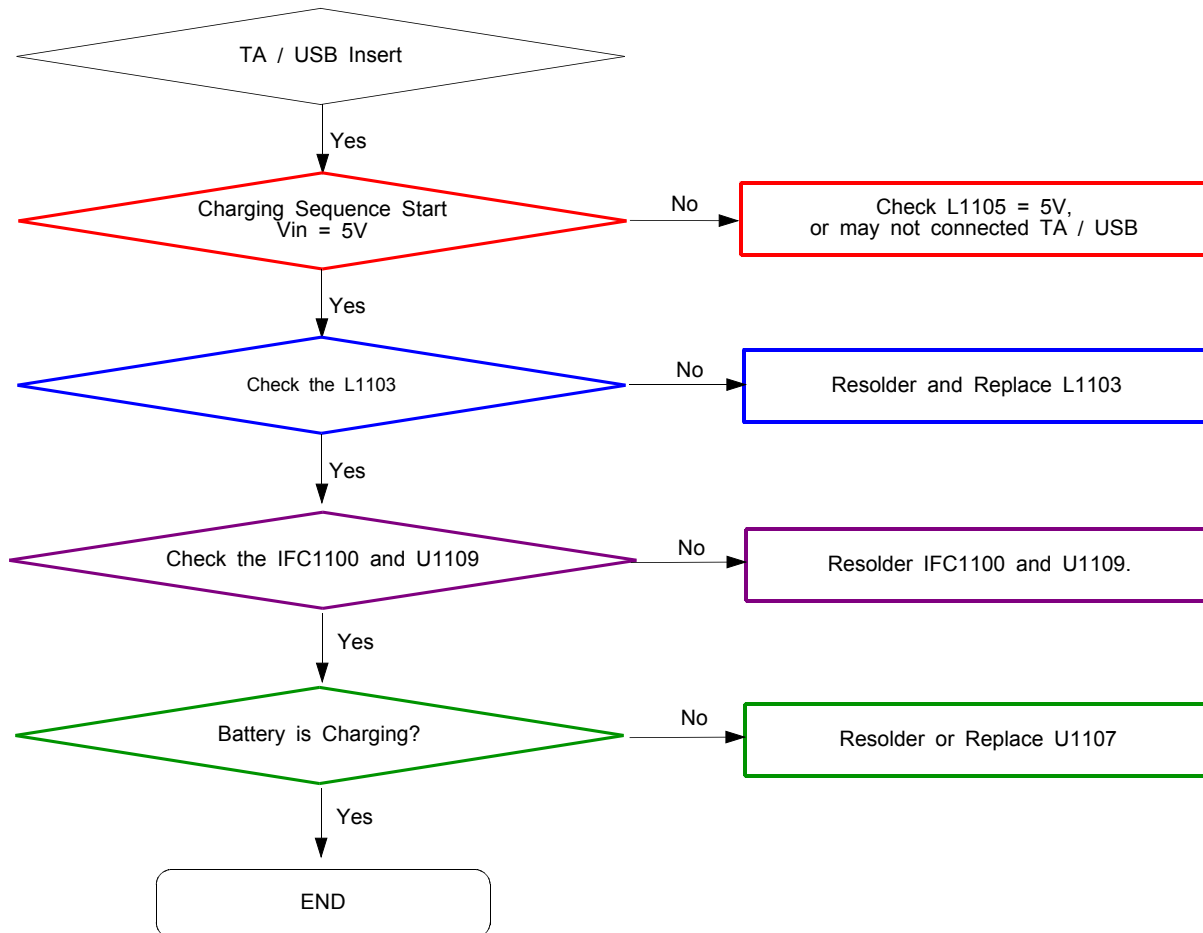 TA / USB Insert
Yes
Charging Sequence Start
Vin = 5V
No
Check L1105 = 5V,
or may not connected TA / USB
Yes
Check the L1103
No
Resolder and Replace L1103
Yes
Check the IFC1100 and U1109
No
Resolder IFC1100 and U1109.
Yes
Battery is Charging?
No
Resolder or Replace U1107
Yes
END